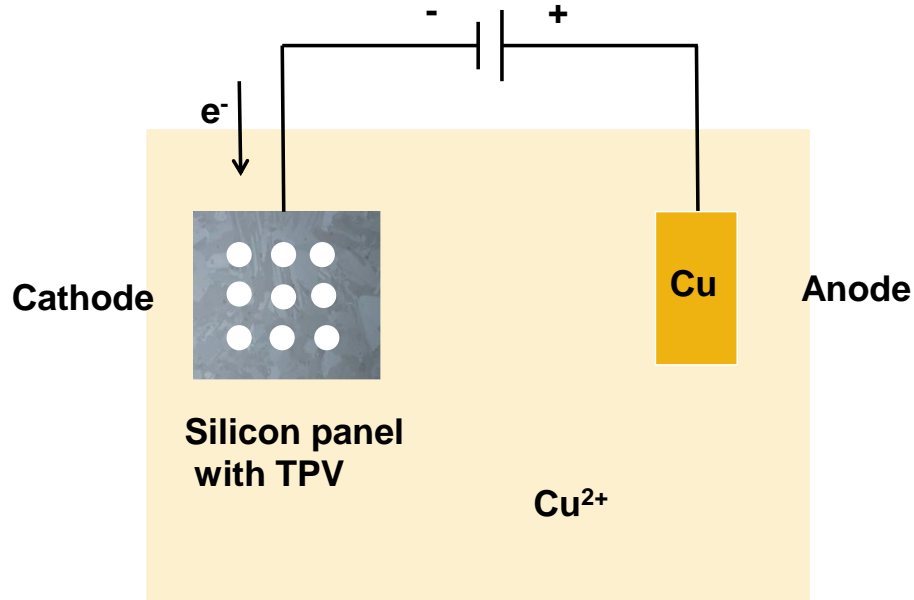 - +
e-
Cathode
Cu
Anode
Silicon panel
with TPV
Cu2+